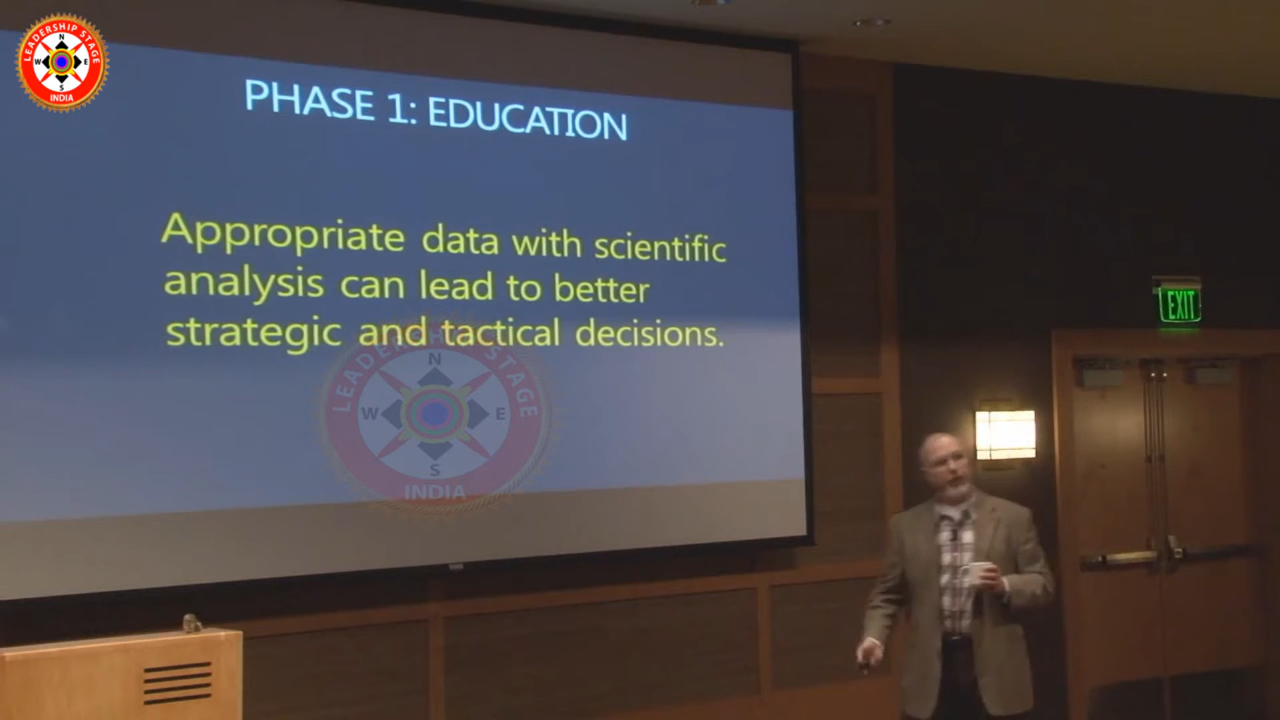 LEADERSHIP STAGE
N
W E
S
INDIA
PHASE 1: EDUCATION
Appropriate data with scientific
analysis can lead to better
strategic and tactical decisions.
LEADERSHIP STAGE
N
W E
S
INDIA
EXIT